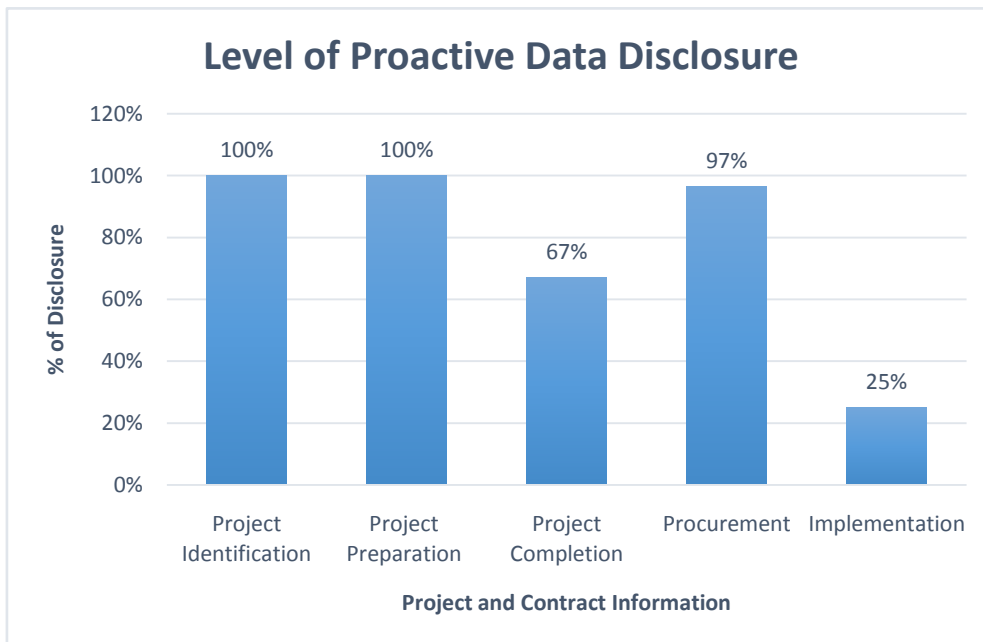 Level of Proactive Data Disclosure
120%
100%
80%
60%
40%
20%
0%
% of Disclosure
100%
100%
67%
97%
25%
Project
Identification
Project
Preparation
Project
Completion
Procurement
Implementation
Project and Contract Information